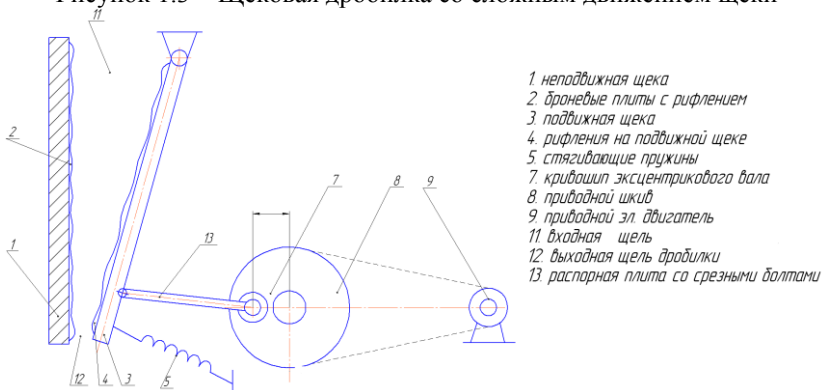 Рисунок 1.3 – Щековая дробилка со сложным движением щеки
11
1. неподвижная щека
2. броневые плиты с рифлением
3. подвижная щека
4. рифления на подвижной щеке
5. стягивающие пружины
7. кривошип эксцентрикового вала
8. приводной шкив
9. приводной эл. двигатель
11. входная щель
12. выходная щель дробилки
13. распорная плита со срезными болтами
2
7
8
9
13
1
12
4
3
5